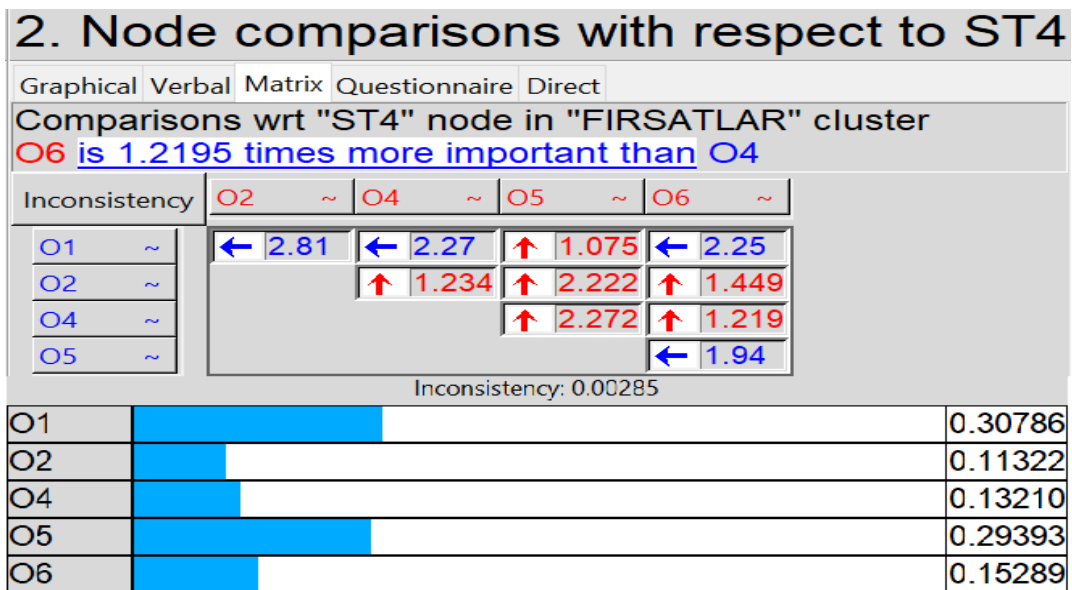 2. Node comparisons with respect to ST4
Graphical Verbal Matrix Questionnaire Direct
Comparisons wrt "ST4" node in "FIRSATLAR" cluster
O6 is 1.2195 times more important than O4
Inconsistency O2 ~ O4 ~ O5 ~ O6 ~
O1 ~ ← 2.81 ← 2.27 ↑ 1.075 ← 2.25
O2 ~ ↑ 1.234 ↑ 2.222 ↑ 1.449
O4 ~ ↑ 2.272 ↑ 1.219
O5 ~ ← 1.94
Inconsistency: 0.00285
O1 0.30786
O2 0.11322
O4 0.13210
O5 0.29393
O6 0.15289